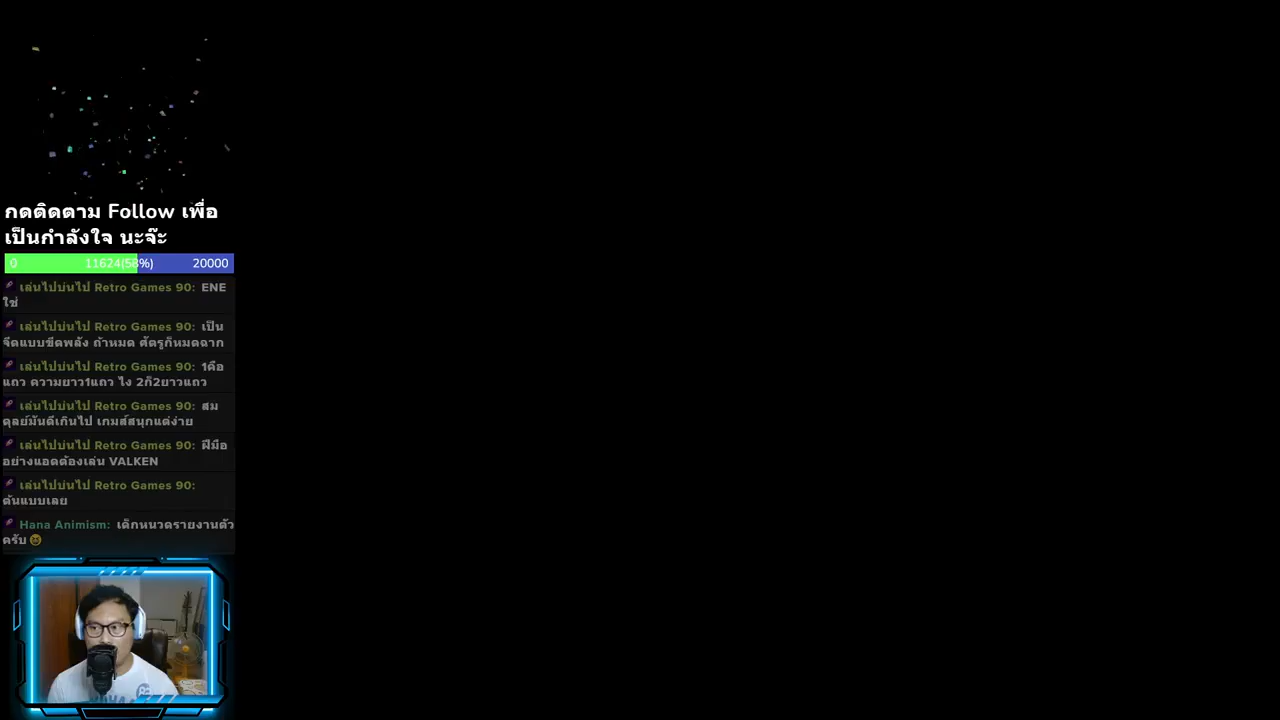 กดติดตาม Follow เพื่อ
เป็นกำลังใจ นะจ๊ะ
0 11624(58%) 20000
เล่นไปบ่นไป Retro Games 90: ENE
ใช่
เล่นไปบ่นไป Retro Games 90: เป็น
จีดแบบขีดพลัง ถ้าหมด ศัตรูก็หมดฉาก
เล่นไปบ่นไป Retro Games 90: 1คือ
แถว ความยาว1แถว ไง 2ก็2ยาวแถว
เล่นไปบ่นไป Retro Games 90: สม
ดุลย์มันดีเกินไป เกมส์สนุกแต่ง่าย
เล่นไปบ่นไป Retro Games 90: ฝีมือ
อย่างแอดต้องเล่น VALKEN
เล่นไปบ่นไป Retro Games 90:
ต้นแบบเลย
Hana Animism: เด็กหนวดรายงานตัว
ครับ